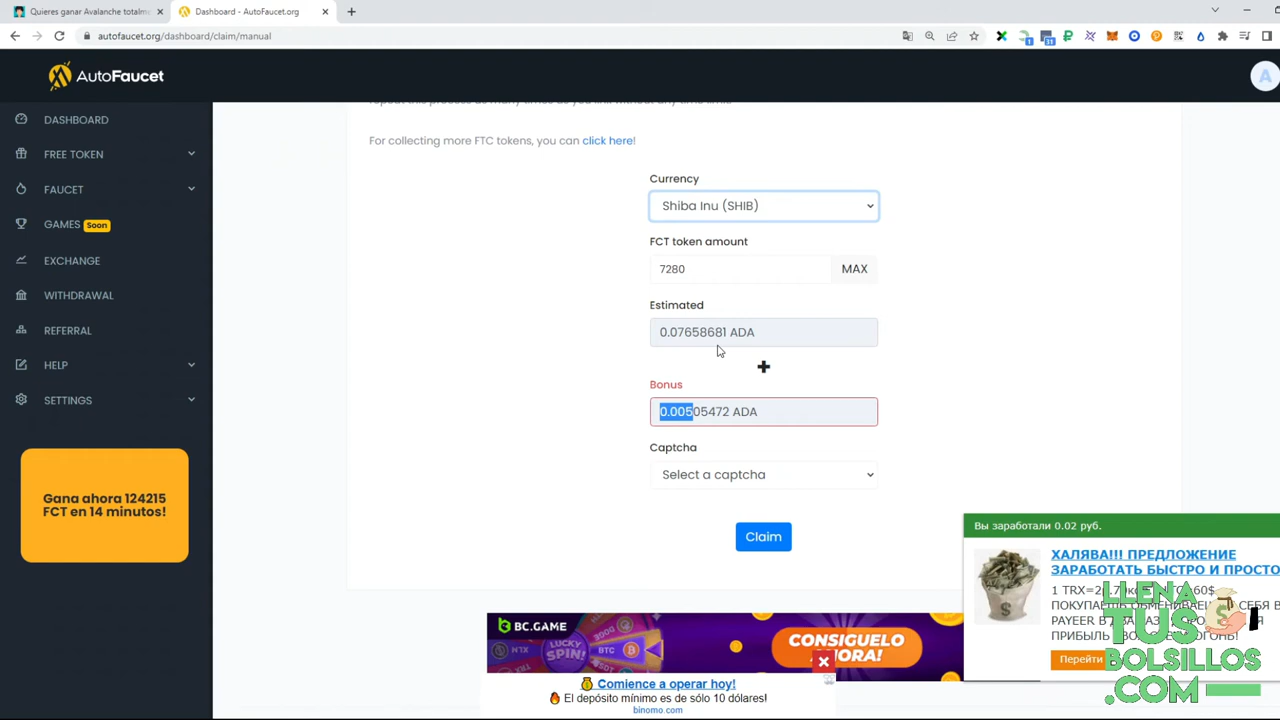 Quieres ganar Avalanche totalme
Dashboard - AutoFaucet.org
autofaucet.org/dashboard/claim/manual
AutoFaucet
A
DASHBOARD
FREE TOKEN
FAUCET
GAMES Soon
EXCHANGE
WITHDRAWAL
REFERRAL
HELP
SETTINGS
Gana ahora 124215
FCT en 14 minutos!
For collecting more FTC tokens, you can click here!
Currency
Shiba Inu (SHIB)
FCT token amount
7280
MAX
Estimated
0.07658681 ADA
Bonus
0.00505472 ADA
Captcha
Select a captcha
Claim
BC.GAME
LUCKY
SPIN!
BTC
CONSIGUELO
AHORA!
Comience a operar hoy!
El depósito mínimo es de sólo 10 dólares!
binomo.com
Вы заработали 0.02 руб.
ХАЛЯВА!!! ПРЕДЛОЖЕНИЕ
ЗАРАБОТАТЬ БЫСТРО И ПРОСТО
Перейти
LLENA
TUS
BOLSILLOS
.COM